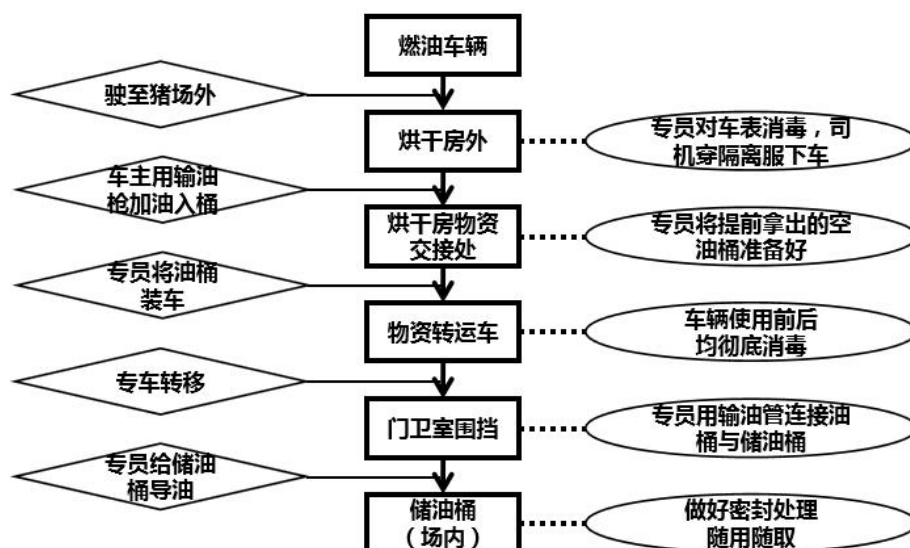 燃油车辆
驶至猪场外
烘干房外
专员对车表消毒，司
机穿隔离服下车
车主用输油
枪加油入桶
烘干房物资
交接处
专员将提前拿出的空
油桶准备好
专员将油桶
装车
物资转运车
车辆使用前后
均彻底消毒
专车转移
门卫室围挡
专员用输油管连接油
桶与储油桶
专员给储油
桶导油
储油桶
（场内）
做好密封处理
随用随取